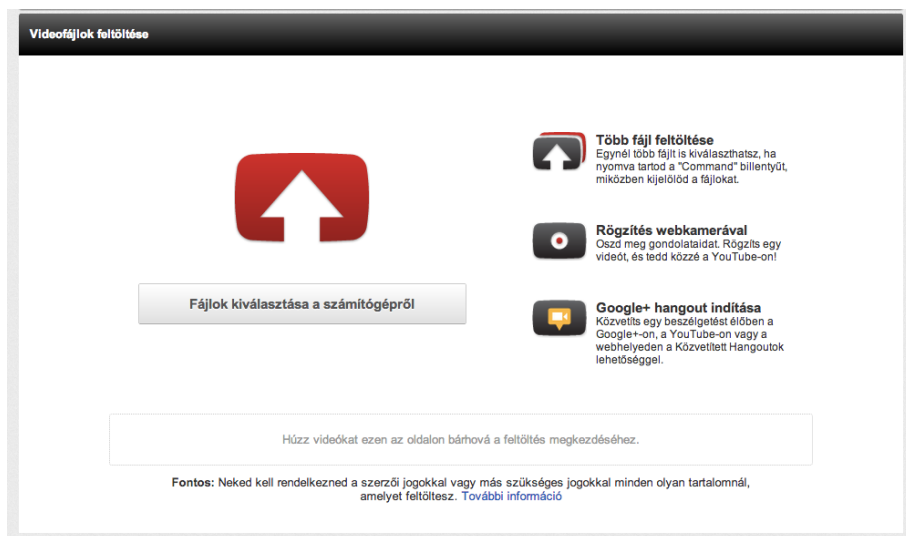 Videofájlok feltöltése
Több fájl feltöltése
Egynél több fájlt is kiválaszthatsz, ha
nyomva tartod a "Command" billentyűt,
miközben kijelölöd a fájlokat.
Rögzítés webkamerával
Oszd meg gondolataidat. Rögzíts egy
videót, és tedd közzé a YouTube-on!
Fájlok kiválasztása a számítógépről
Google+ hangout indítása
Közvetíts egy beszélgetést élőben a
Google+-on, a YouTube-on vagy a
webhelyeden a Közvetített Hangoutok
lehetőséggel.
Húzz videókat ezen az oldalon bárhová a feltöltés megkezdéséhez.
Fontos: Neked kell rendelkezned a szerzői jogokkal vagy más szükséges jogokkal minden olyan tartalomnál,
amelyet feltöltesz. További információ